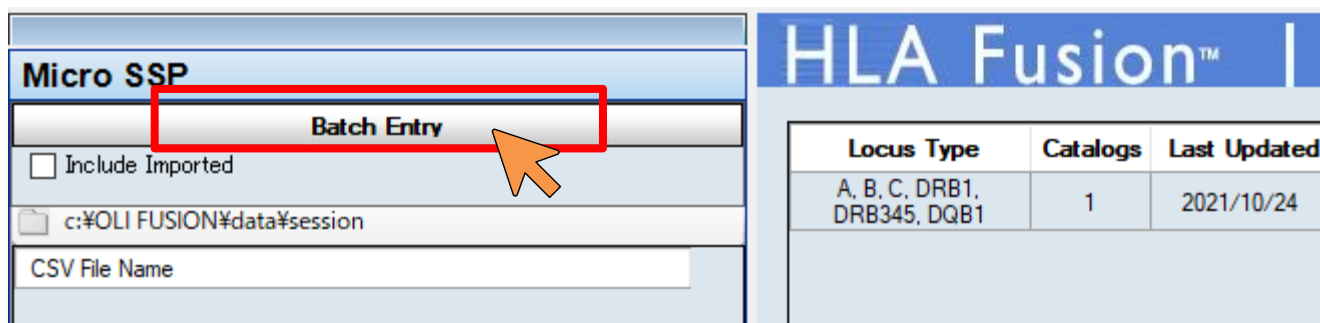 Micro SSP
Batch Entry
Include Imported
c:¥OLI FUSION¥data¥session
CSV File Name
HLA Fusion™ |
Locus Type Catalogs Last Updated
A, B, C, DRB1, 1 2021/10/24
DRB345, DQB1